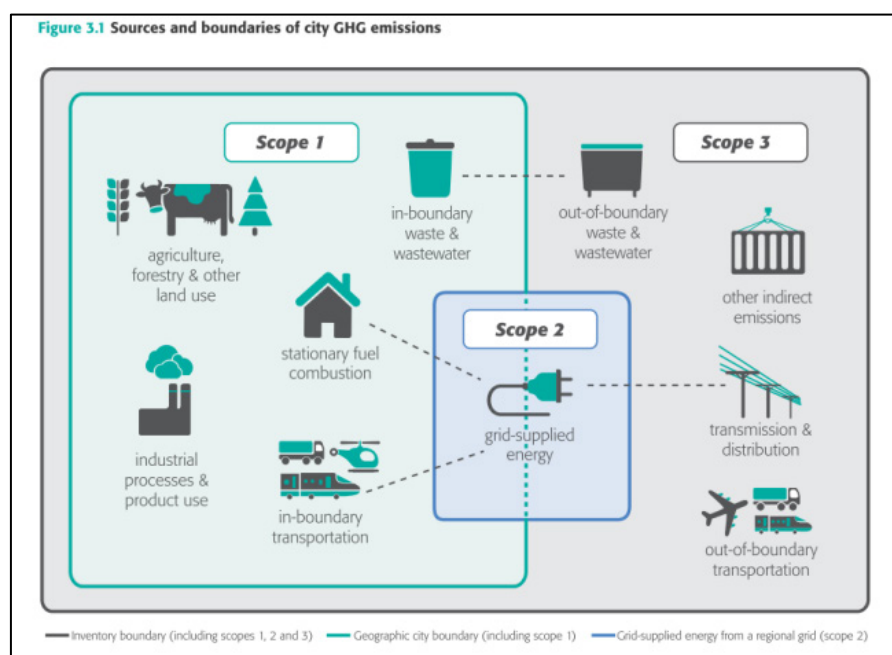 Figure 3.1 Sources and boundaries of city GHG emissions
Scope 1
Scope 3
in-boundary
waste &
wastewater
out-of-boundary
waste &
wastewater
agriculture,
forestry & other
land use
other indirect
emissions
Scope 2
stationary fuel
combustion
grid-supplied
energy
transmission &
distribution
industrial
processes &
product use
in-boundary
transportation
out-of-boundary
transportation
Inventory boundary (including scopes 1, 2 and 3)
Geographic city boundary (including scope 1)
Grid-supplied energy from a regional grid (scope 2)